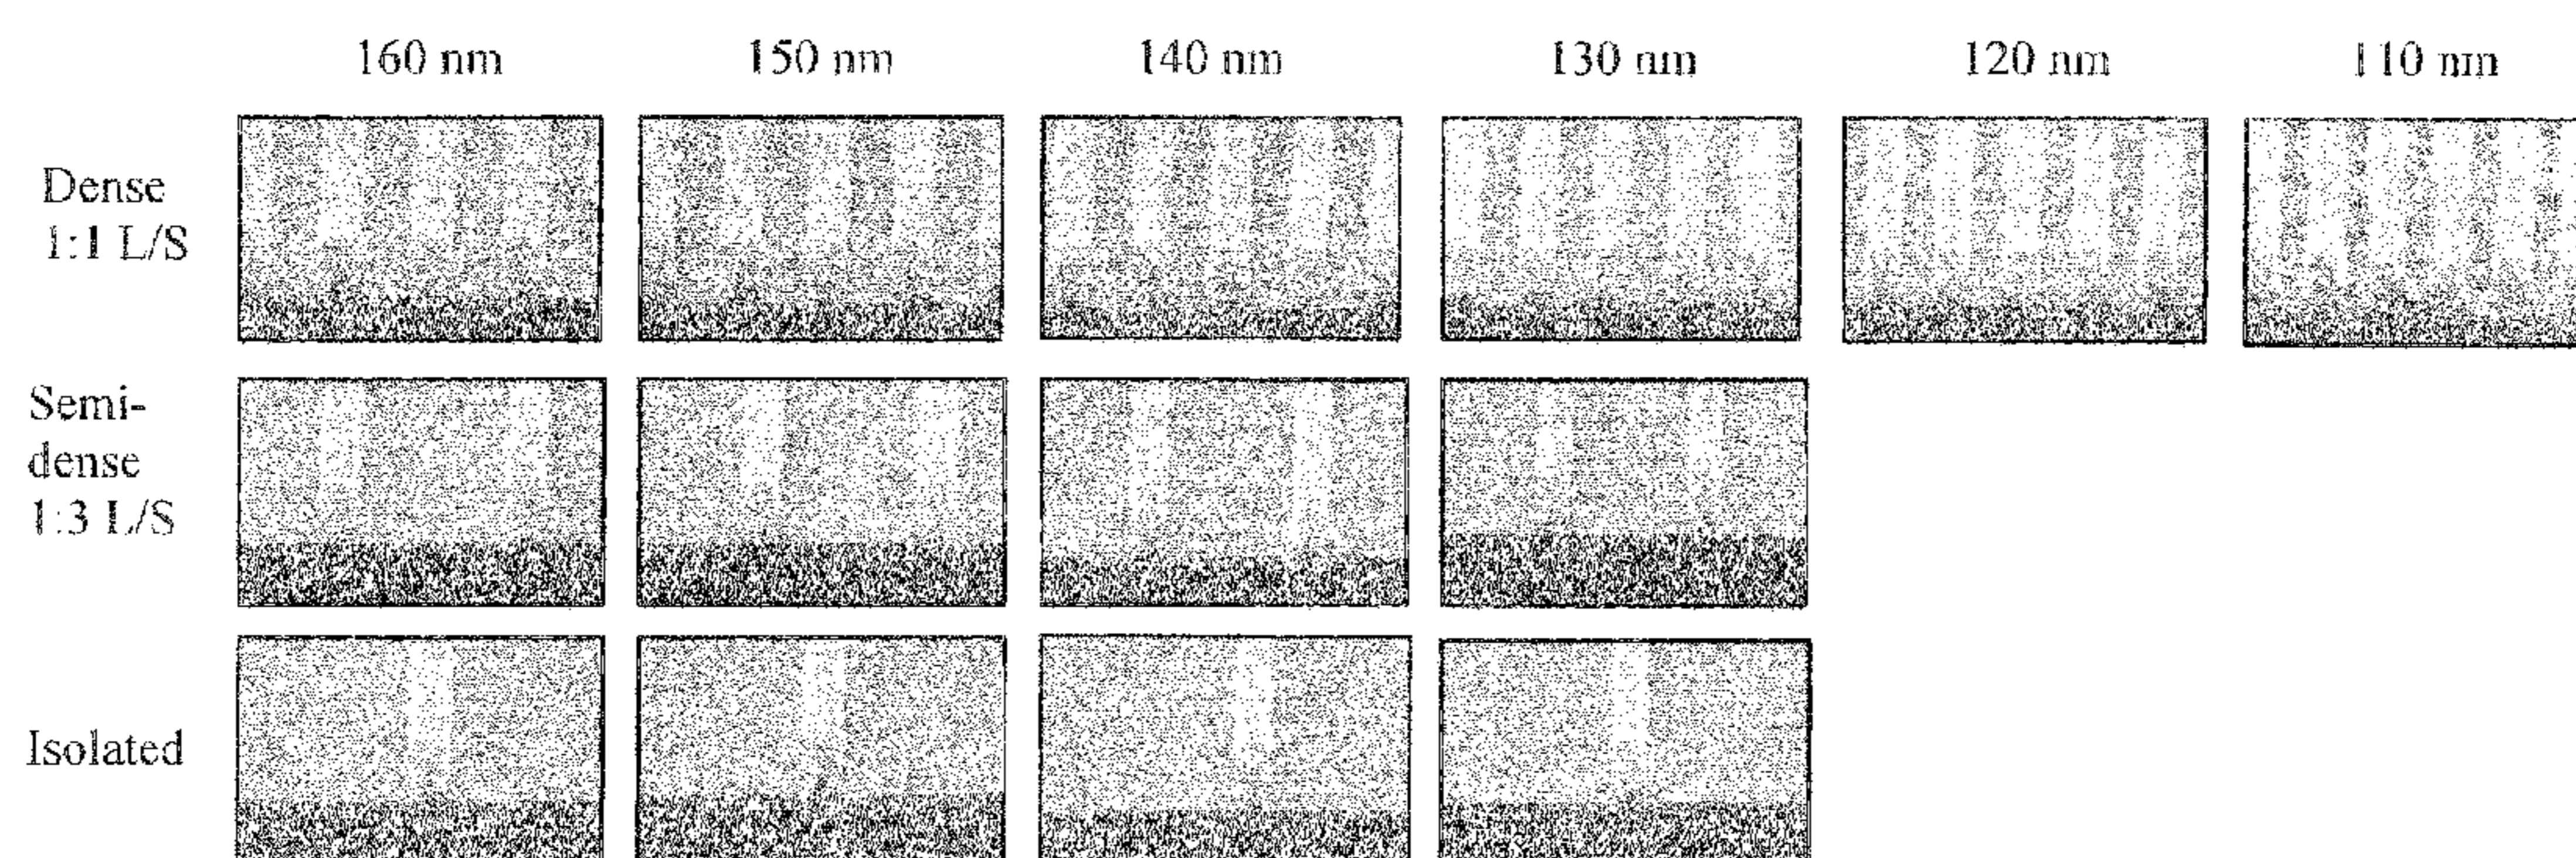 160 nm 150 nm 140 nm 130 nm 120 nm 110 nm
Dense
1:1 L/S
Semi-
dense
1:3 L/S
Isolated